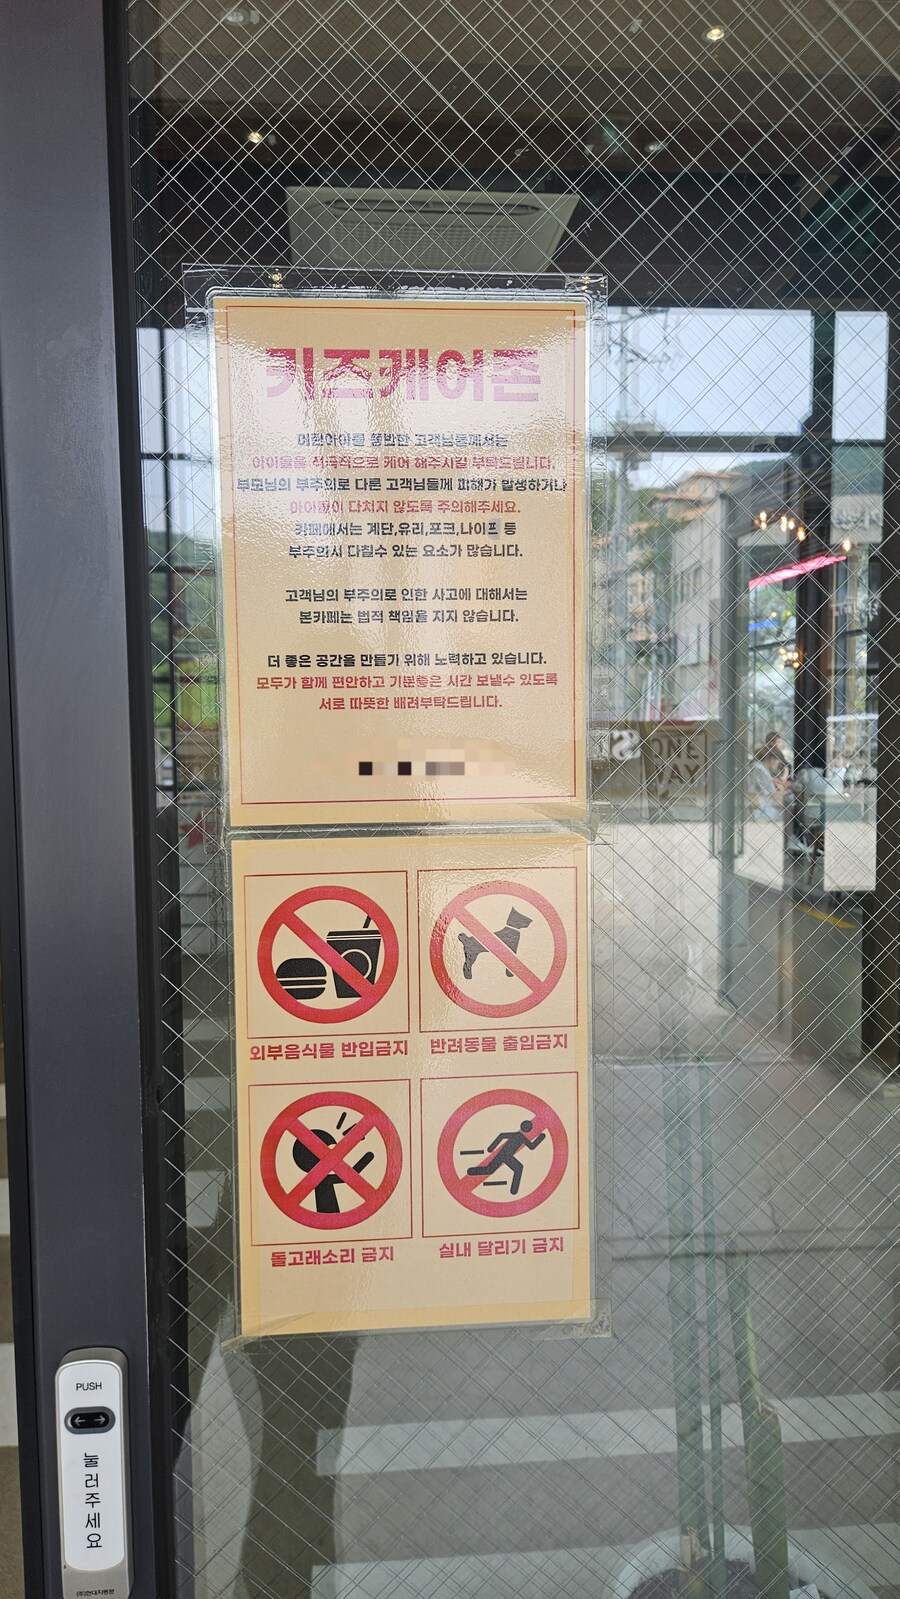 키즈케어존
어린아이를 동반한 고객님들께서는
아이들을 적극적으로 케어 해주시길 부탁드립니다.
부모님의 부주의로 다른 고객님들께 피해가 발생하거나
아이들이 다치지 않도록 주의해주세요.
카페에서는 계단,유리,포크,나이프 등
부주의시 다칠수 있는 요소가 많습니다.
고객님의 부주의로 인한 사고에 대해서는
본카페는 법적 책임을 지지 않습니다.
더 좋은 공간을 만들기 위해 노력하고 있습니다.
모두가 함께 편안하고 기분좋은 시간 보낼수 있도록
서로 따뜻한 배려부탁드립니다.
ONE
WAY
외부음식물 반입금지
반려동물 출입금지
돌고래소리 금지
실내 달리기 금지
PUSH
눌러주세요
(주)현대자동문